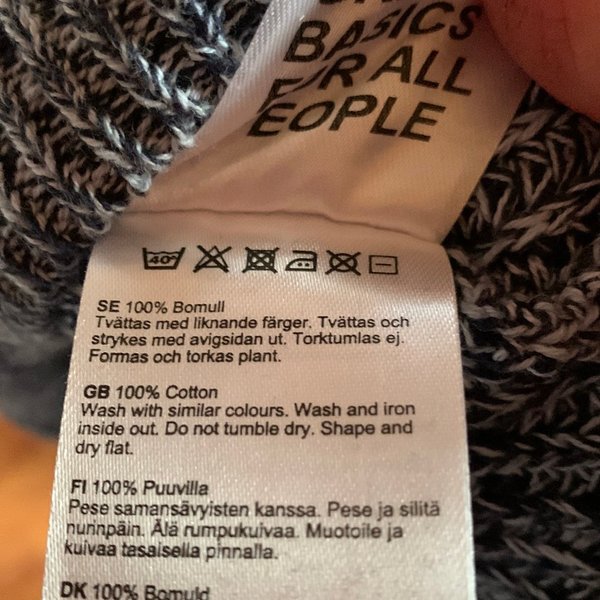 BASICS
FOR ALL
EOPLE
40°
SE 100% Bomull
Tvättas med liknande färger. Tvättas och
strykes med avigsidan ut. Torktumlas ej.
Formas och torkas plant.
GB 100% Cotton
Wash with similar colours. Wash and iron
inside out. Do not tumble dry. Shape and
dry flat.
FI 100% Puuvilla
Pese samansävyisten kanssa. Pese ja silitä
nurinpäin. Älä rumpukuivaa. Muotoile ja
kuivaa tasaisella pinnalla.
DK 100% Bomuld